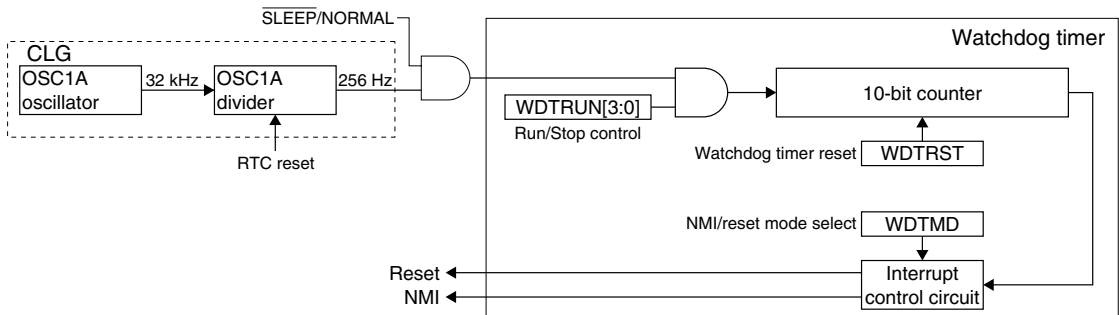 SLEEP/NORMAL
Watchdog timer
CLG
OSC1A
oscillator
32 kHz
OSC1A
divider
256 Hz
RTC reset
WDTRUN[3:0]
Run/Stop control
10-bit counter
Watchdog timer reset
WDTRST
NMI/reset mode select
WDTMD
Reset
NMI
Interrupt
control circuit